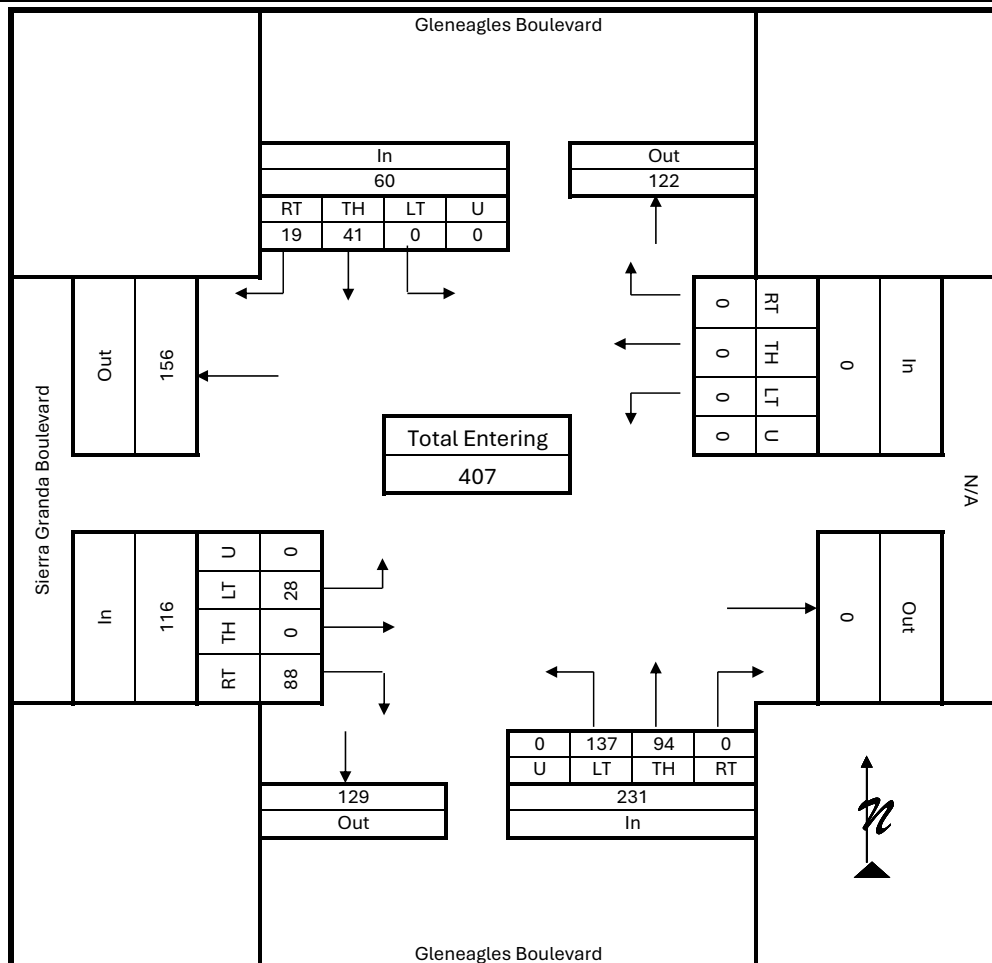 Gleneagles Boulevard
In
60
RT TH LT U
19 41 0 0
Out
122
Out
156
Sierra Granda Boulevard
0 RT
0 TH
0 LT
0 U
0
In
Total Entering
407
N/A
In
116
U 0
LT 28
TH 0
RT 88
0
Out
0 137 94 0
U LT TH RT
231
In
129
Out
n
Gleneagles Boulevard